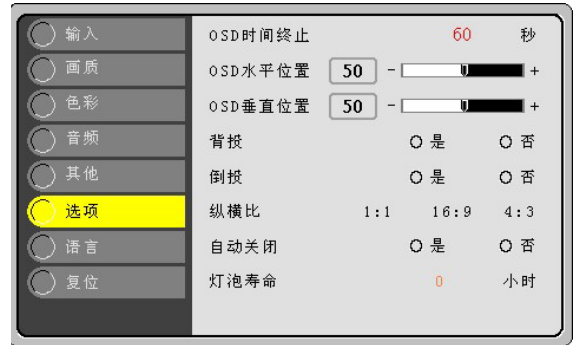 输入
画质
色彩
音频
其他
选项
语言
复位
OSD时间终止 60 秒
OSD水平位置 50 - +
OSD垂直位置 50 - +
背投 是 否
倒投 是 否
纵横比 1:1 16:9 4:3
自动关闭 是 否
灯泡寿命 0 小时